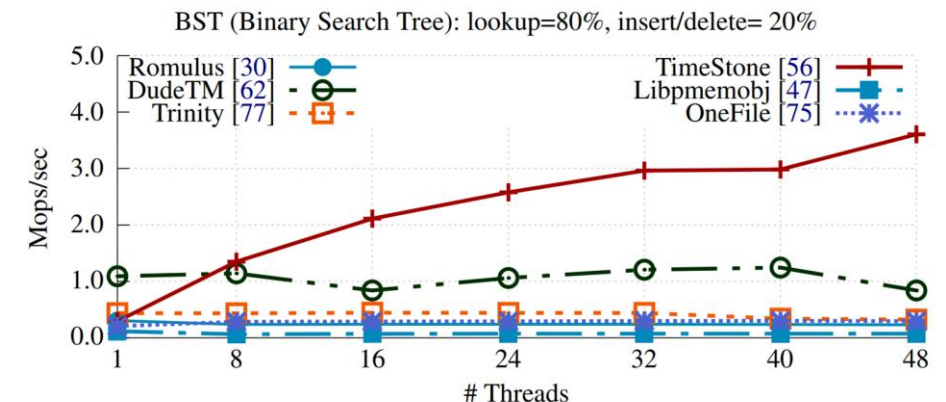 BST (Binary Search Tree): lookup=80%, insert/delete= 20%
Romulus [30]
DudeTM [62]
Trinity [77]
TimeStone [56]
Libpmemobj [47]
OneFile [75]
Mops/sec
5.0
4.0
3.0
2.0
1.0
0.0
1 8 16 24 32 40 48
# Threads